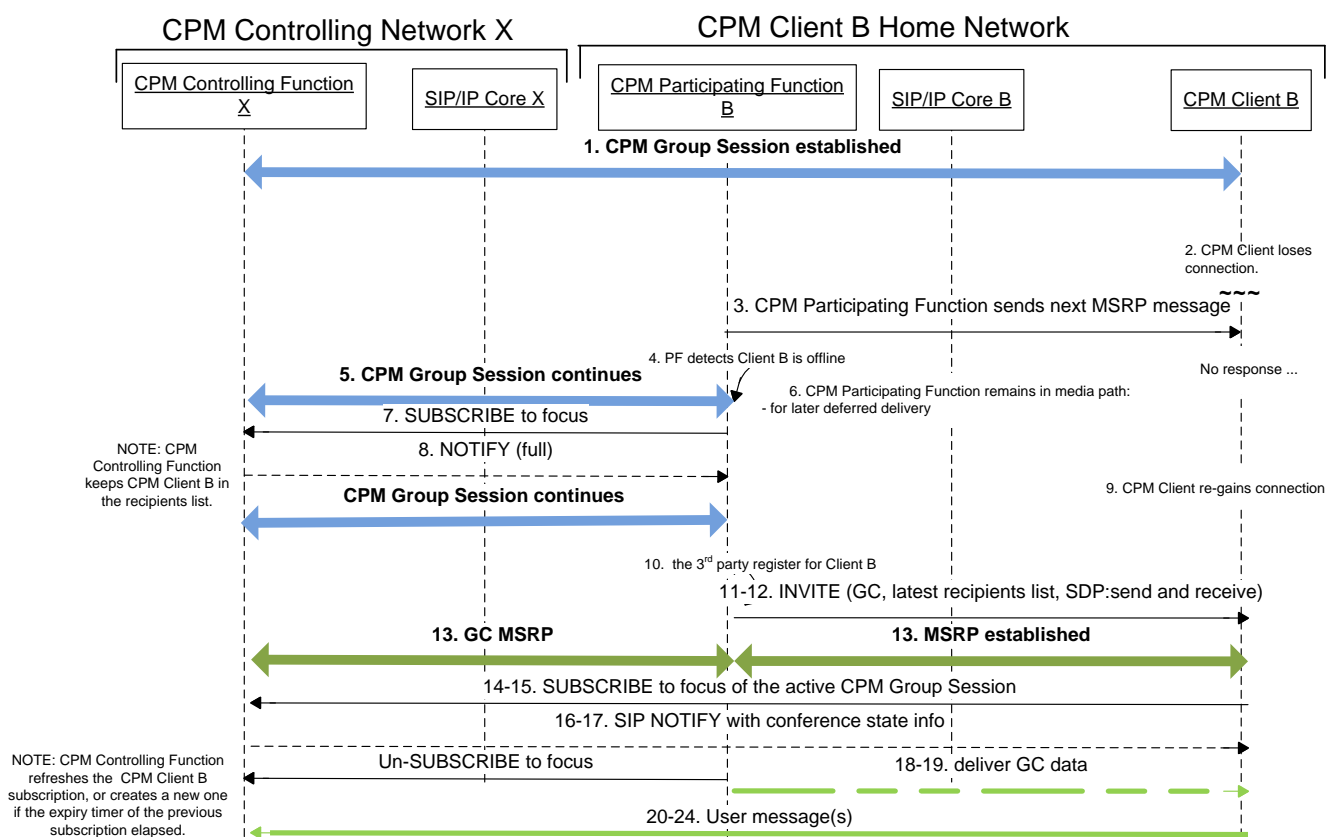 CPM Controlling Network X
CPM Client B Home Network
CPM Controlling Function
X
SIP/IP Core X
CPM Participating Function
B
SIP/IP Core B
CPM Client B
1. CPM Group Session established
2. CPM Client loses
connection.
~~~
3. CPM Participating Function sends next MSRP message
4. PF detects Client B is offline
No response ...
5. CPM Group Session continues
6. CPM Participating Function remains in media path:
- for later deferred delivery
7. SUBSCRIBE to focus
8. NOTIFY (full)
NOTE: CPM
Controlling Function
keeps CPM Client B in
the recipients list.
9. CPM Client re-gains connection
CPM Group Session continues
10. the 3rd party register for Client B
11-12. INVITE (GC, latest recipients list, SDP:send and receive)
13. GC MSRP
13. MSRP established
14-15. SUBSCRIBE to focus of the active CPM Group Session
16-17. SIP NOTIFY with conference state info
NOTE: CPM Controlling Function
refreshes the CPM Client B
subscription, or creates a new one
if the expiry timer of the previous
subscription elapsed.
Un-SUBSCRIBE to focus
18-19. deliver GC data
20-24. User message(s)